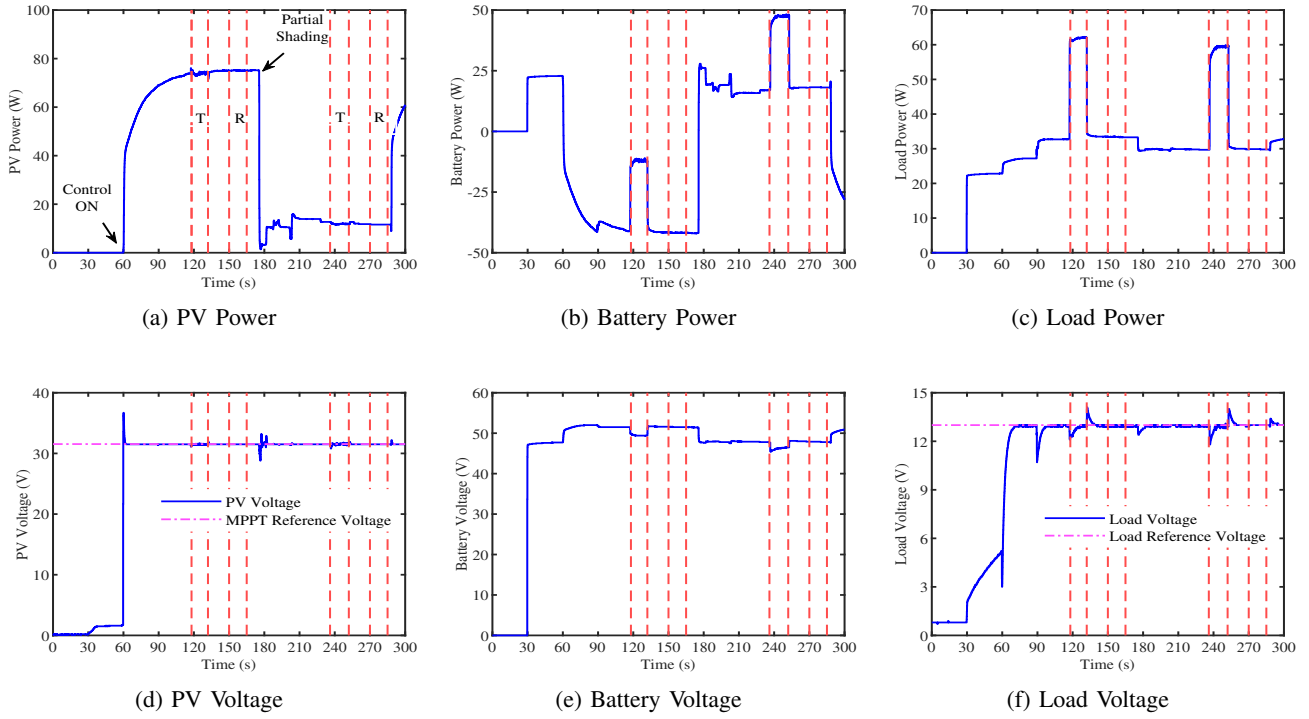 100
80
60
40
20
0
PV Power (W)
Partial
Shading
T
R
T
R
Control
ON
0 30 60 90 120 150 180 210 240 270 300
Time (s)
(a) PV Power
50
25
0
-25
-50
Battery Power (W)
0 30 60 90 120 150 180 210 240 270 300
Time (s)
(b) Battery Power
70
60
50
40
30
20
10
0
Load Power (W)
0 30 60 90 120 150 180 210 240 270 300
Time (s)
(c) Load Power
40
30
20
10
0
PV Voltage (V)
PV Voltage
MPPT Reference Voltage
0 30 60 90 120 150 180 210 240 270 300
Time (s)
(d) PV Voltage
60
50
40
30
20
10
0
Battery Voltage (V)
0 30 60 90 120 150 180 210 240 270 300
Time (s)
(e) Battery Voltage
15
12
9
6
3
0
Load Voltage (V)
Load Voltage
Load Reference Voltage
0 30 60 90 120 150 180 210 240 270 300
Time (s)
(f) Load Voltage